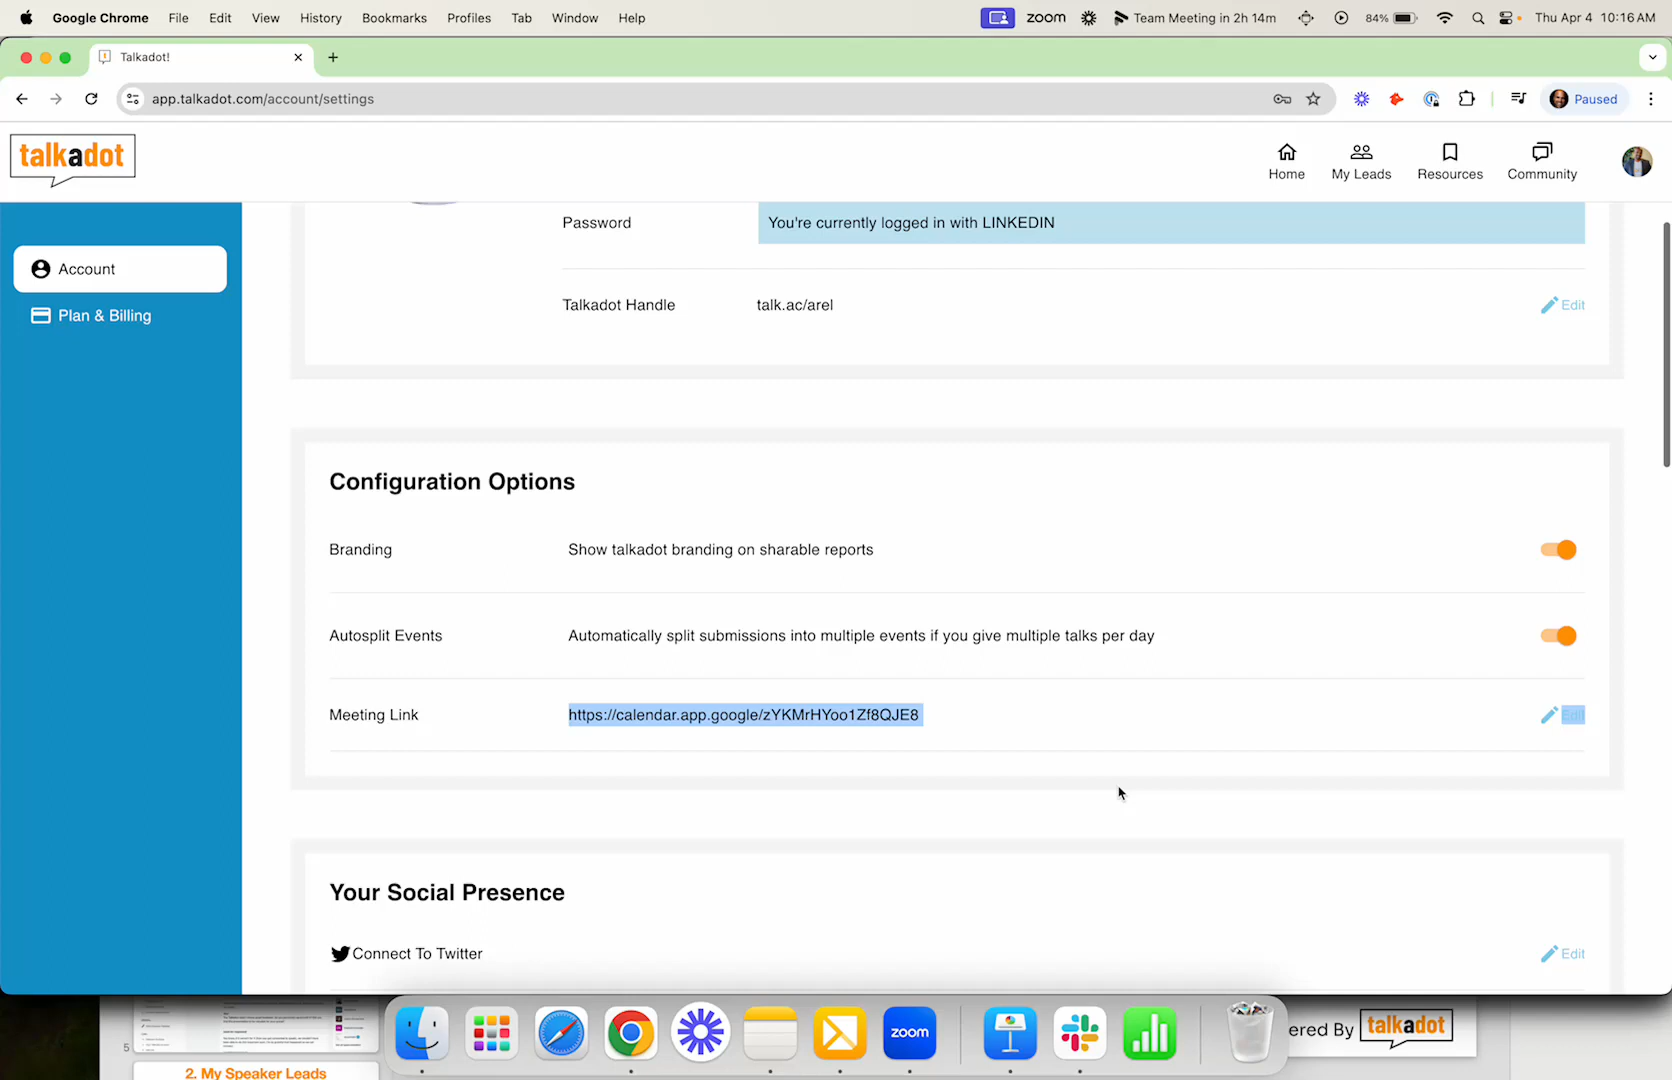 Google Chrome File Edit View History Bookmarks Profiles Tab Window Help zoom Team Meeting in 2h 14m 84% Thu Apr 4 10:16 AM
Talkadot!
app.talkadot.com/account/settings Paused
talkadot Home My Leads Resources Community
Account
Plan & Billing
Password You're currently logged in with LINKEDIN
Talkadot Handle talk.ac/arel Edit
Configuration Options
Branding Show talkadot branding on sharable reports
Autosplit Events Automatically split submissions into multiple events if you give multiple talks per day
Meeting Link https://calendar.app.google/zYKMrHYoo1Zf8QJE8 Edit
Your Social Presence
Connect To Twitter Edit
zoom
ered By talkadot
5
2. My Speaker Leads